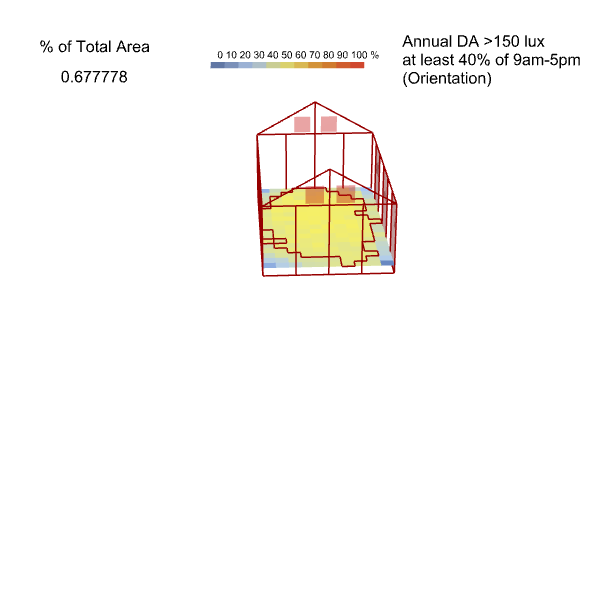 % of Total Area
0.677778
0 10 20 30 40 50 60 70 80 90 100 %
Annual DA >150 lux
at least 40% of 9am-5pm
(Orientation)